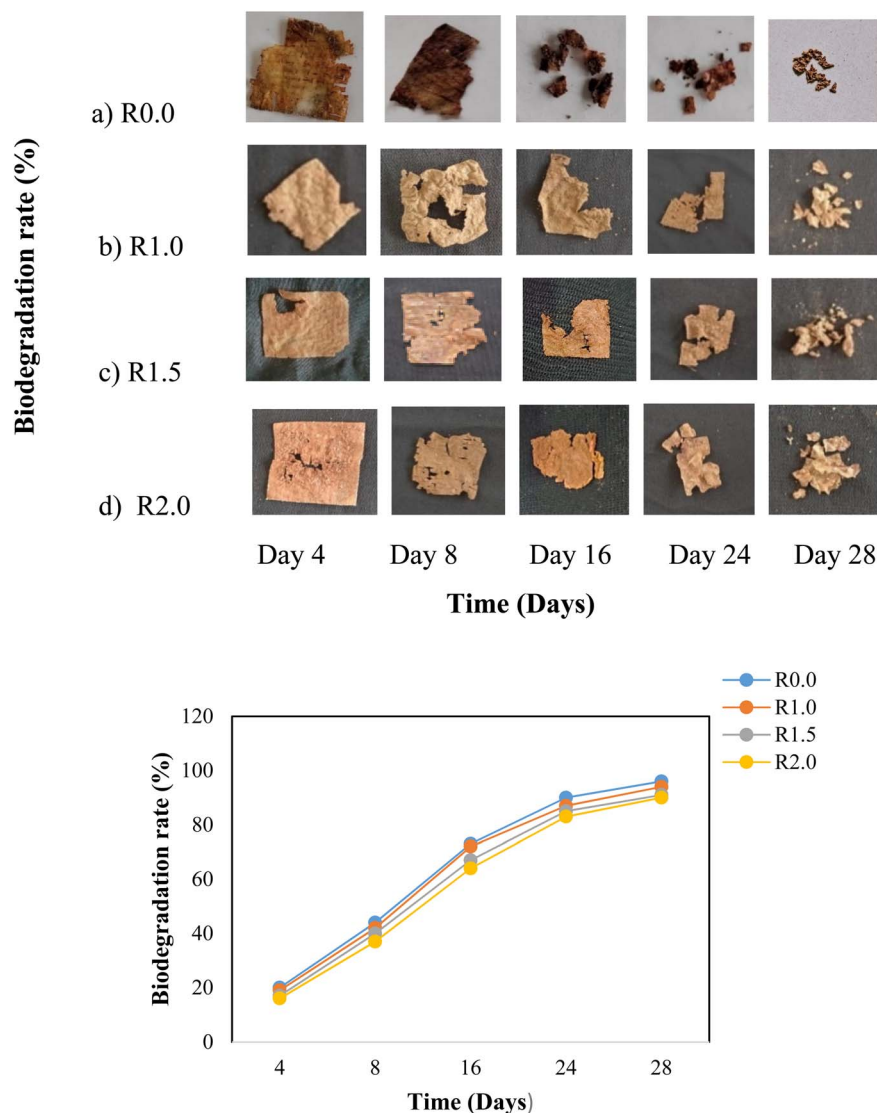 Biodegradation rate (%)
a) R0.0
b) R1.0
c) R1.5
d) R2.0
Day 4 Day 8 Day 16 Day 24 Day 28
Time (Days)
R0.0
R1.0
R1.5
R2.0
Biodegradation rate (%)
120
100
80
60
40
20
0
4 8 16 24 28
Time (Days)